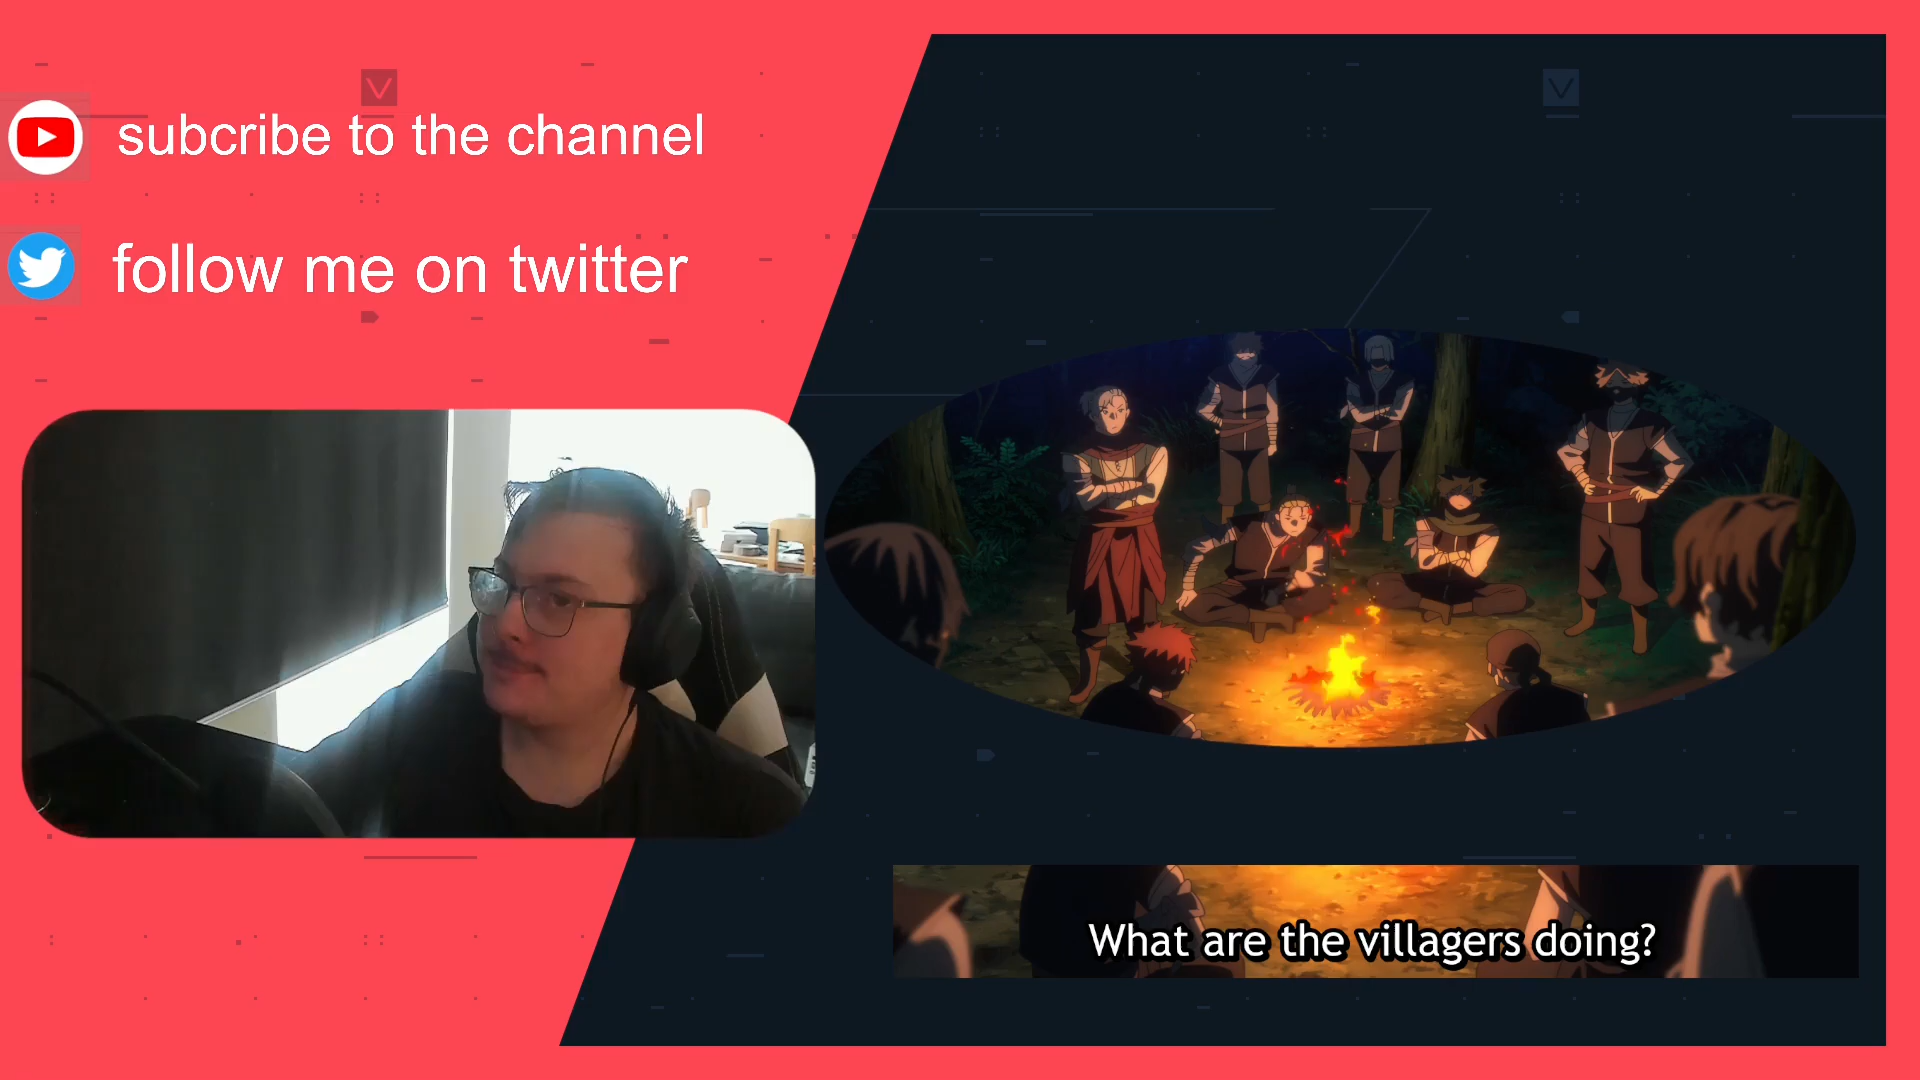 subcribe to the channel
follow me on twitter
What are the villagers doing?